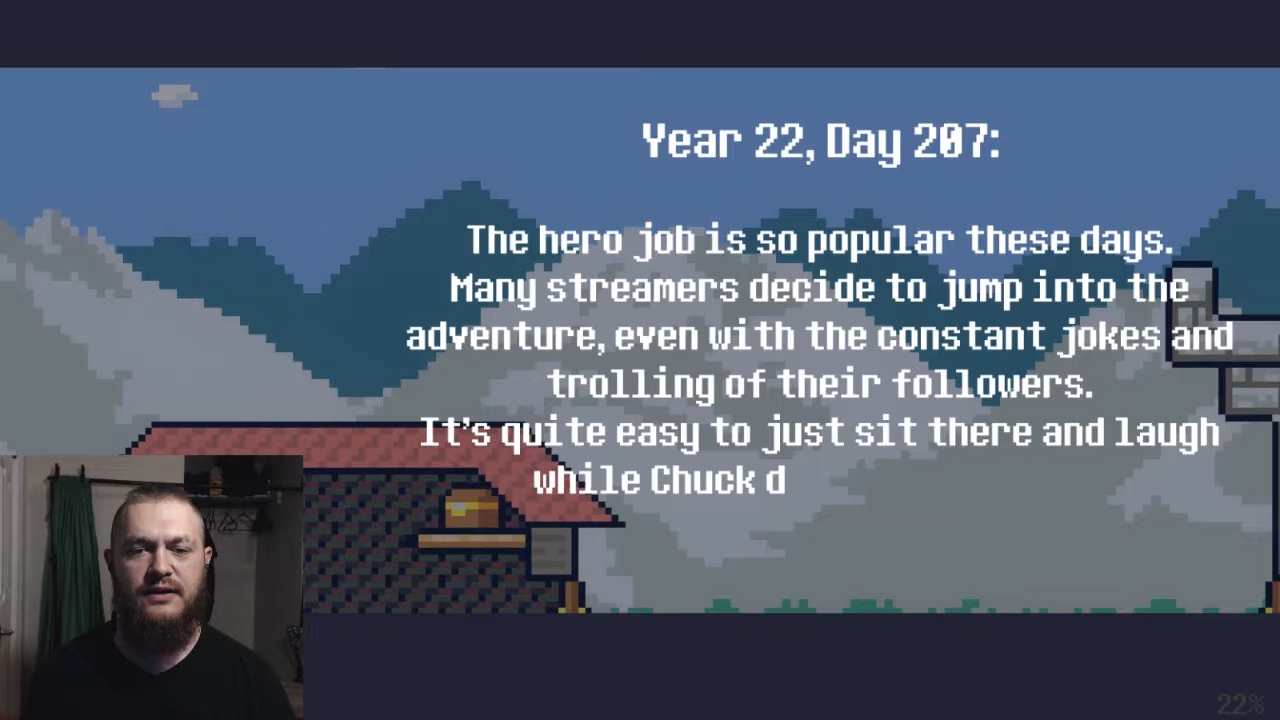 Year 22, Day 207:
The hero job is so popular these days.
Many streamers decide to jump into the
adventure, even with the constant jokes and
trolling of their followers.
It's quite easy to just sit there and laugh
while Chuck d
22%